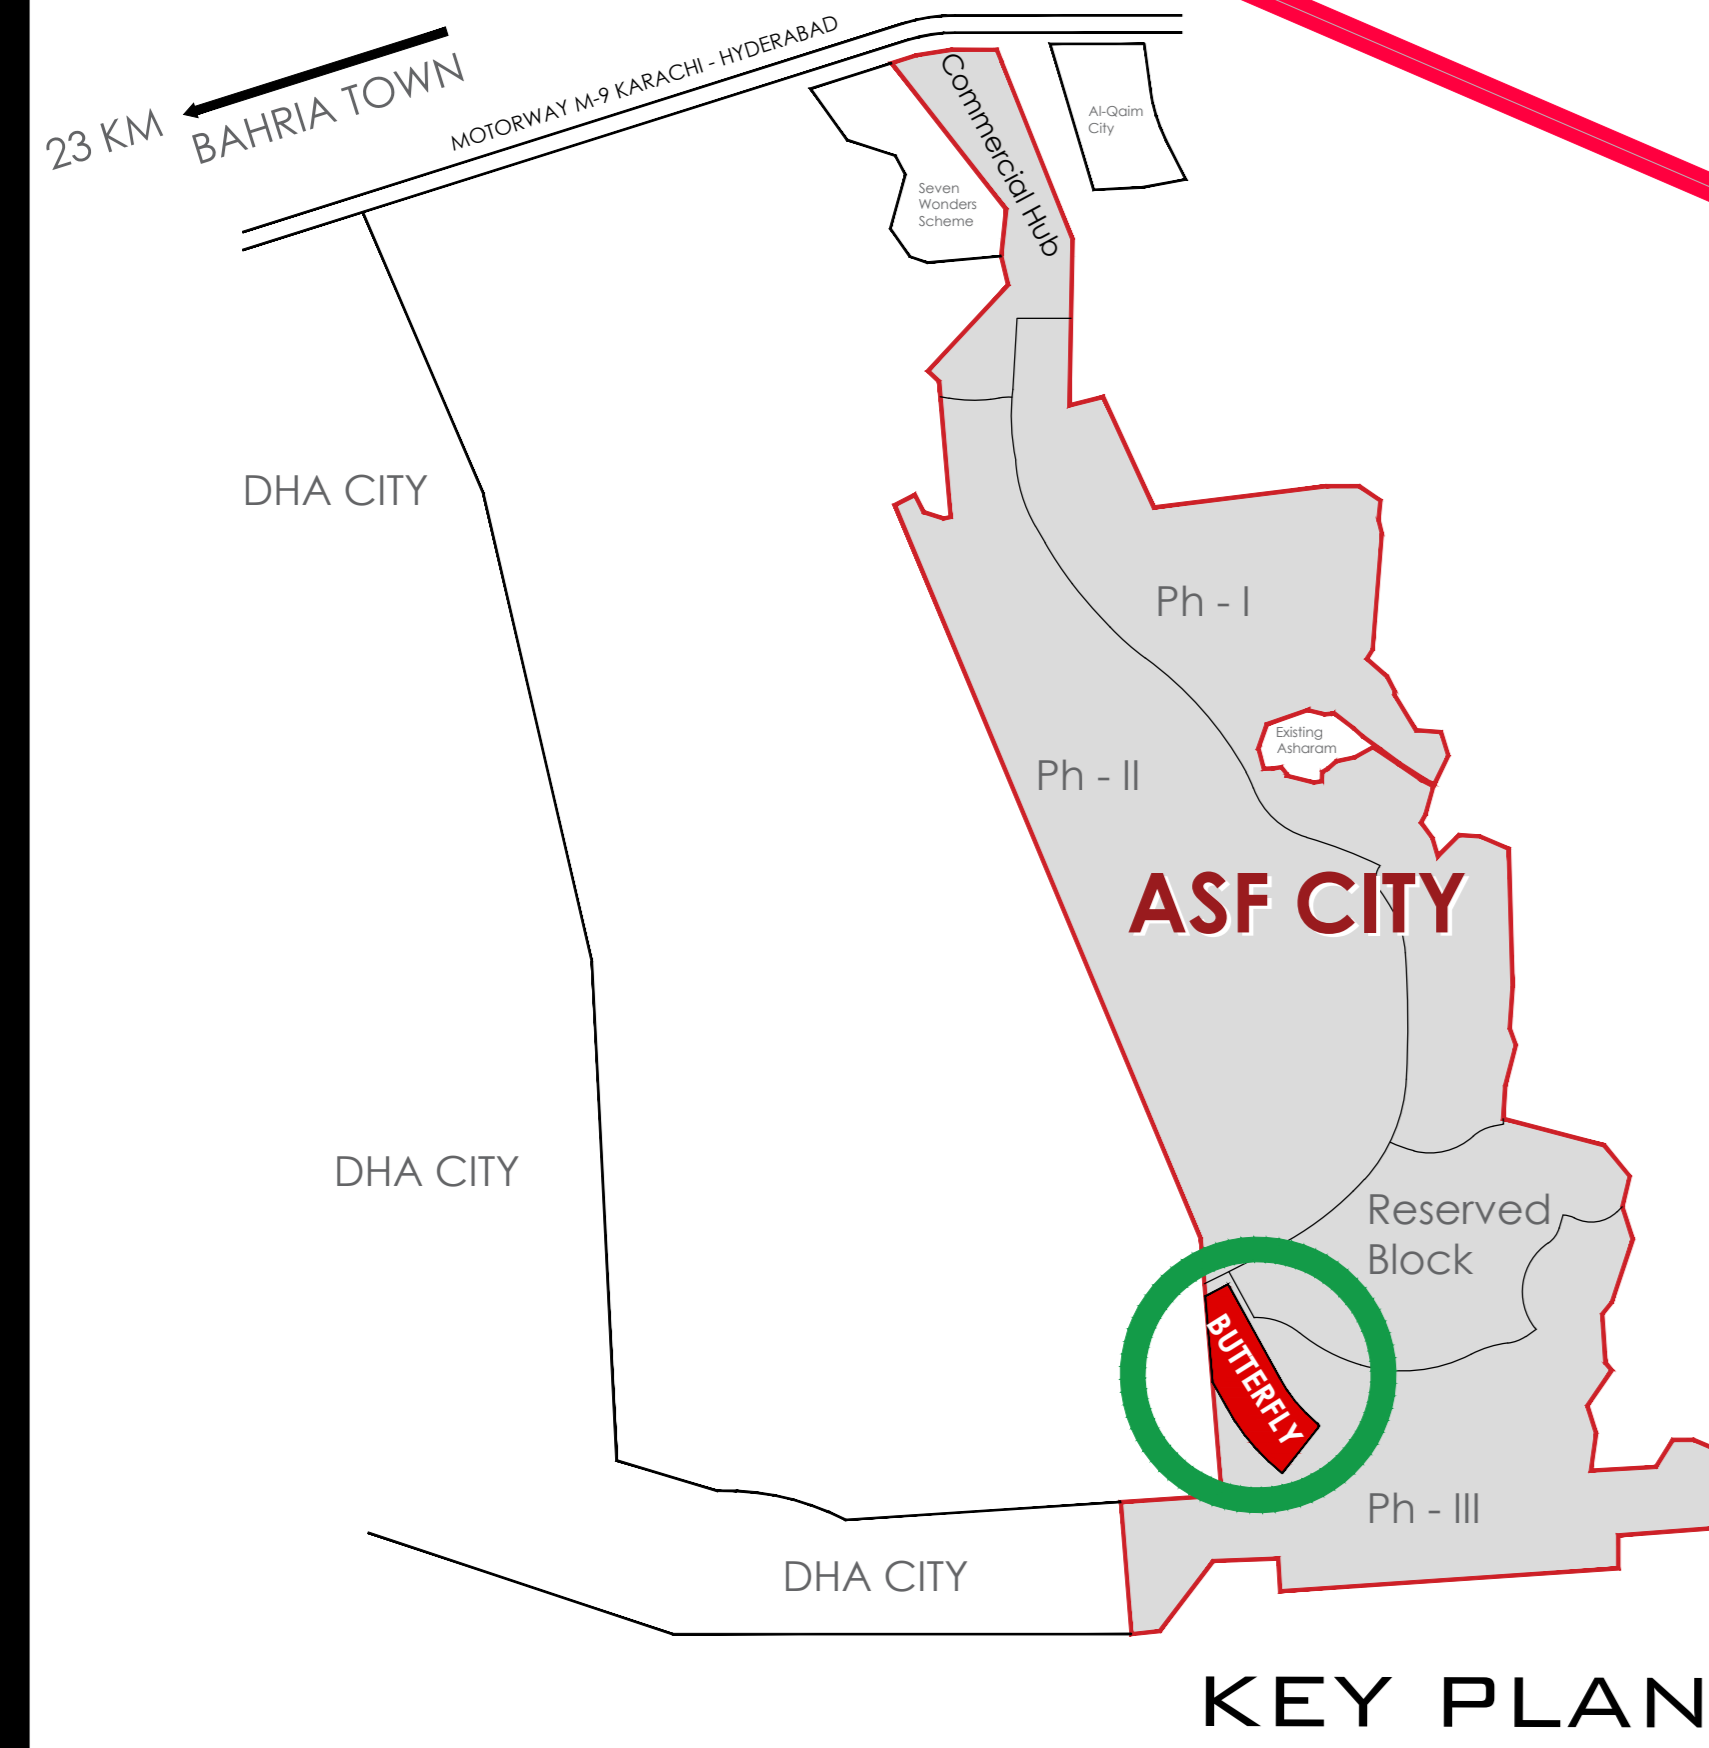 23 KM
BAHRIA TOWN
MOTORWAY M-9 KARACHI - HYDERABAD
Commercial Hub
Al-Qaim
City
Seven
Wonders
Scheme
DHA CITY
Ph - I
Existing
Asharam
Ph - II
ASF CITY
DHA CITY
Reserved
Block
BUTTERFLY
Ph - III
DHA CITY
KEY PLAN